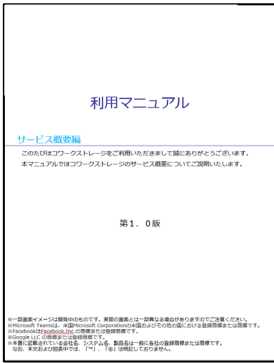 利用マニュアル
サービス概要編
このたびはコワークストレージをご利用いただきまして誠にありがとうございます。
本マニュアルではコワークストレージのサービス概要についてご説明いたします。
第1．0版
※一部画面イメージは開発中のものです。実際の画面とは一部異なる場合がありますのでご注意ください。
※Microsoft Teamsは、米国Microsoft Corporationの米国およびその他の国における登録商標または商標です。
※FacebookはFacebook,Inc.の商標または登録商標です。
※Google LLC の商標または登録商標です。
※本書に記載されている会社名、システム名、製品名は一般に各社の登録商標または商標です。
なお、本文および図表中では、「™」、「®」は明記しておりません。